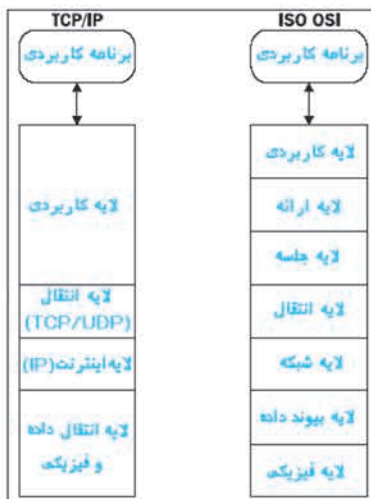 TCP/IP
برنامه کاربردی
لایه کاربردی
لایه انتقال
(TCP/UDP)
لایه اینترنت(IP)
لایه انتقال داده
و فیزیکی
ISO OSI
برنامه کاربردی
لایه کاربردی
لایه ارائه
لایه جلسه
لایه انتقال
لایه شبکه
لایه پیوند داده
لایه فیزیکی